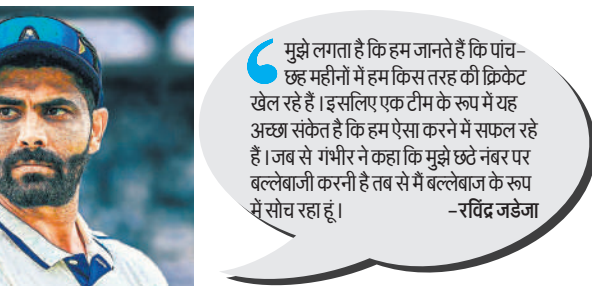 मुझे लगता है कि हम जानते हैं कि पांच-
छह महीनों में हम किस तरह की क्रिकेट
खेल रहे हैं। इसलिए एक टीम के रूप में यह
अच्छा संकेत है कि हम ऐसा करने में सफल रहे
हैं। जब से गंभीर ने कहा कि मुझे छठे नंबर पर
बल्लेबाजी करनी है तब से मैं बल्लेबाज के रूप
में सोच रहा हूं। -रविंद्र जडेजा